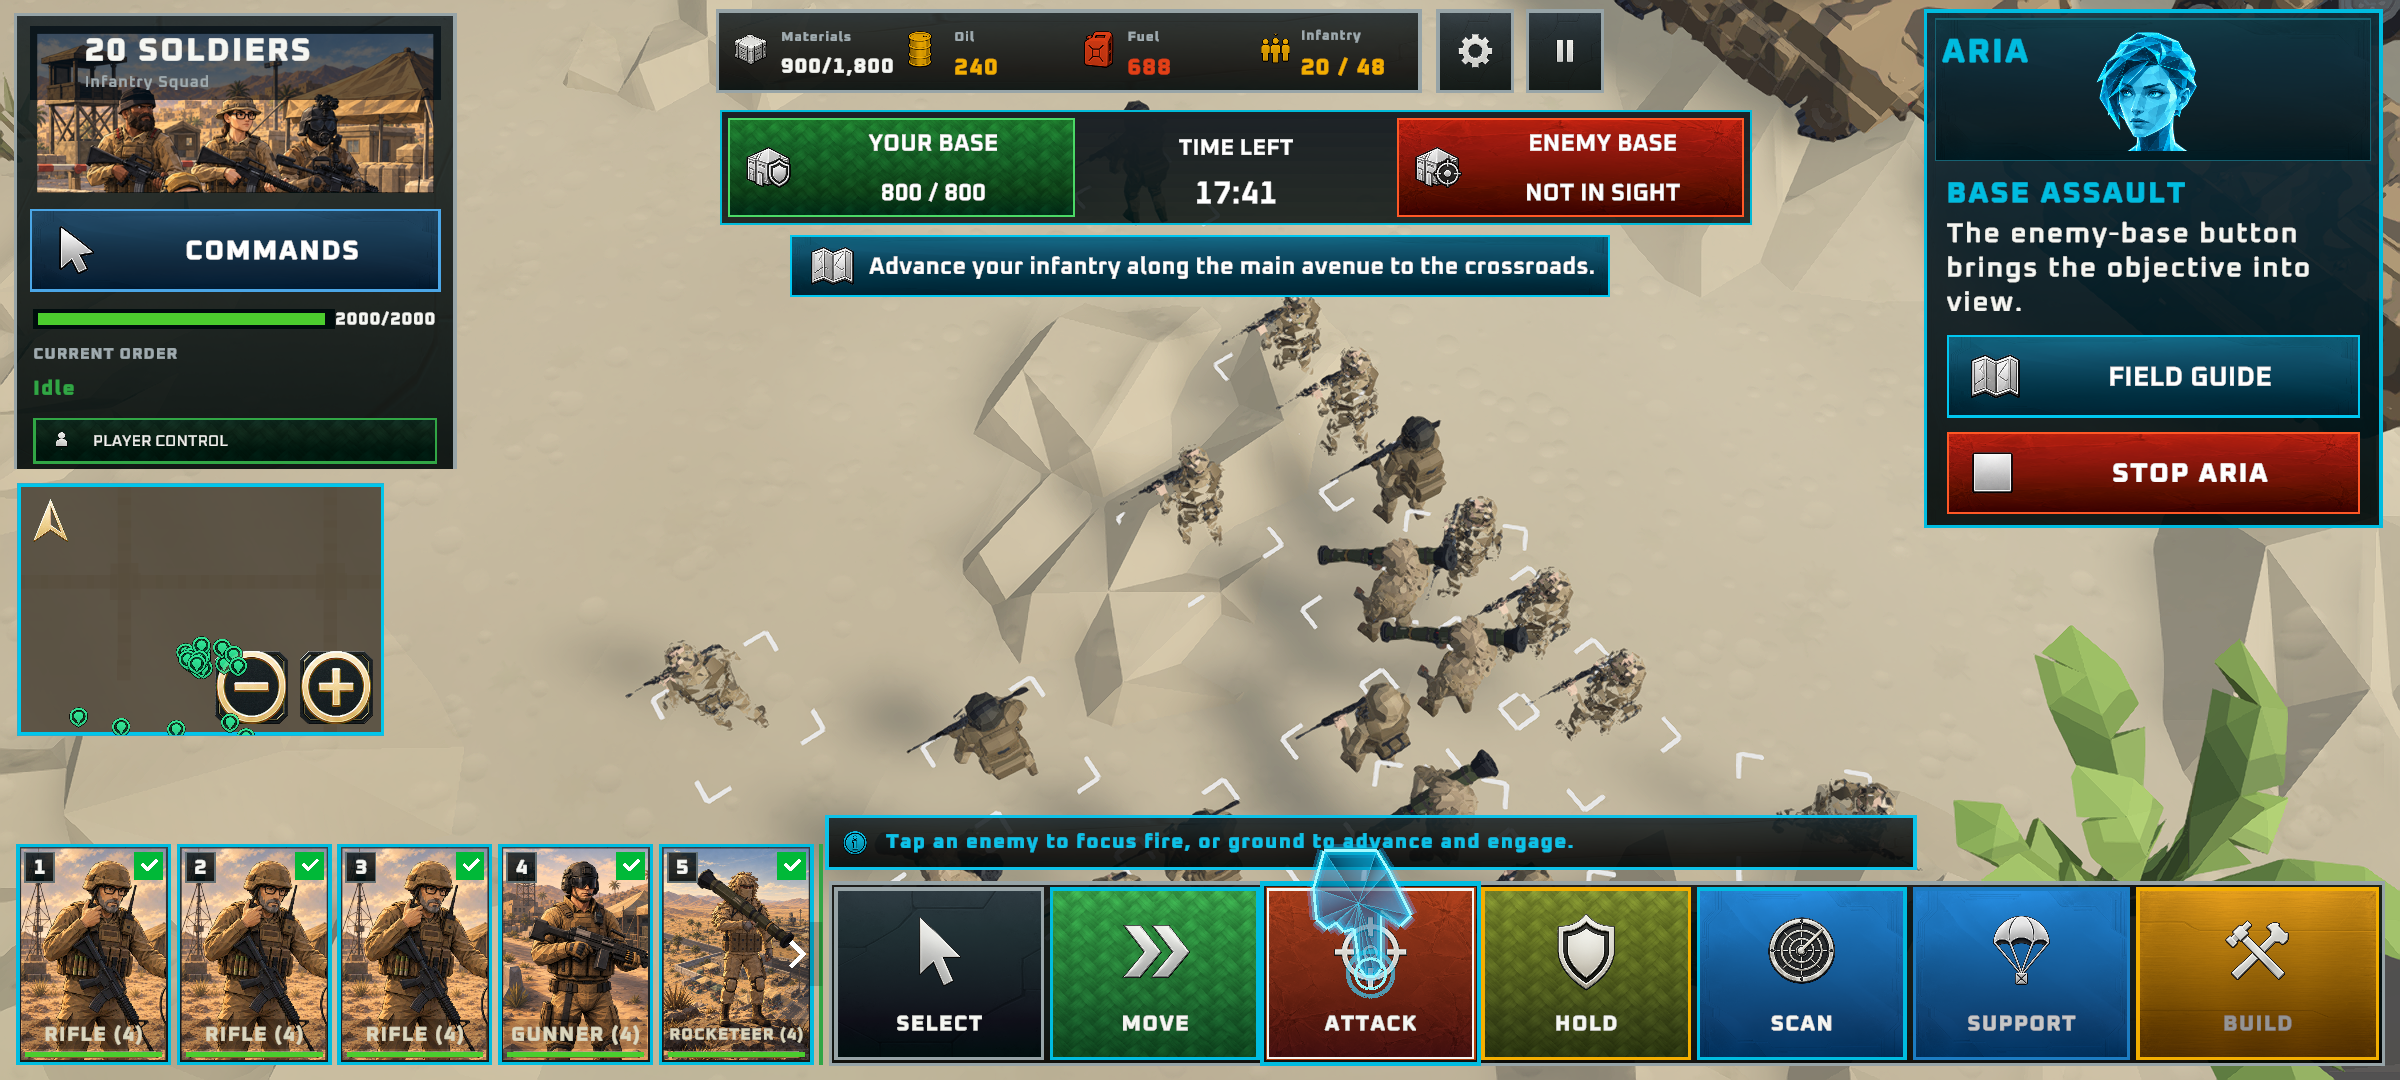 20 SOLDIERS
Infantry Squad
COMMANDS
2000/2000
CURRENT ORDER
Idle
PLAYER CONTROL
Materials
900/1,800
Oil
240
Fuel
688
Infantry
20 / 48
YOUR BASE
800 / 800
TIME LEFT
17:41
ENEMY BASE
NOT IN SIGHT
Advance your infantry along the main avenue to the crossroads.
ARIA
BASE ASSAULT
The enemy-base button
brings the objective into
view.
FIELD GUIDE
STOP ARIA
Tap an enemy to focus fire, or ground to advance and engage.
1
RIFLE (4)
2
RIFLE (4)
3
RIFLE (4)
4
GUNNER (4)
5
ROCKETEER (4)
SELECT
MOVE
ATTACK
HOLD
SCAN
SUPPORT
BUILD